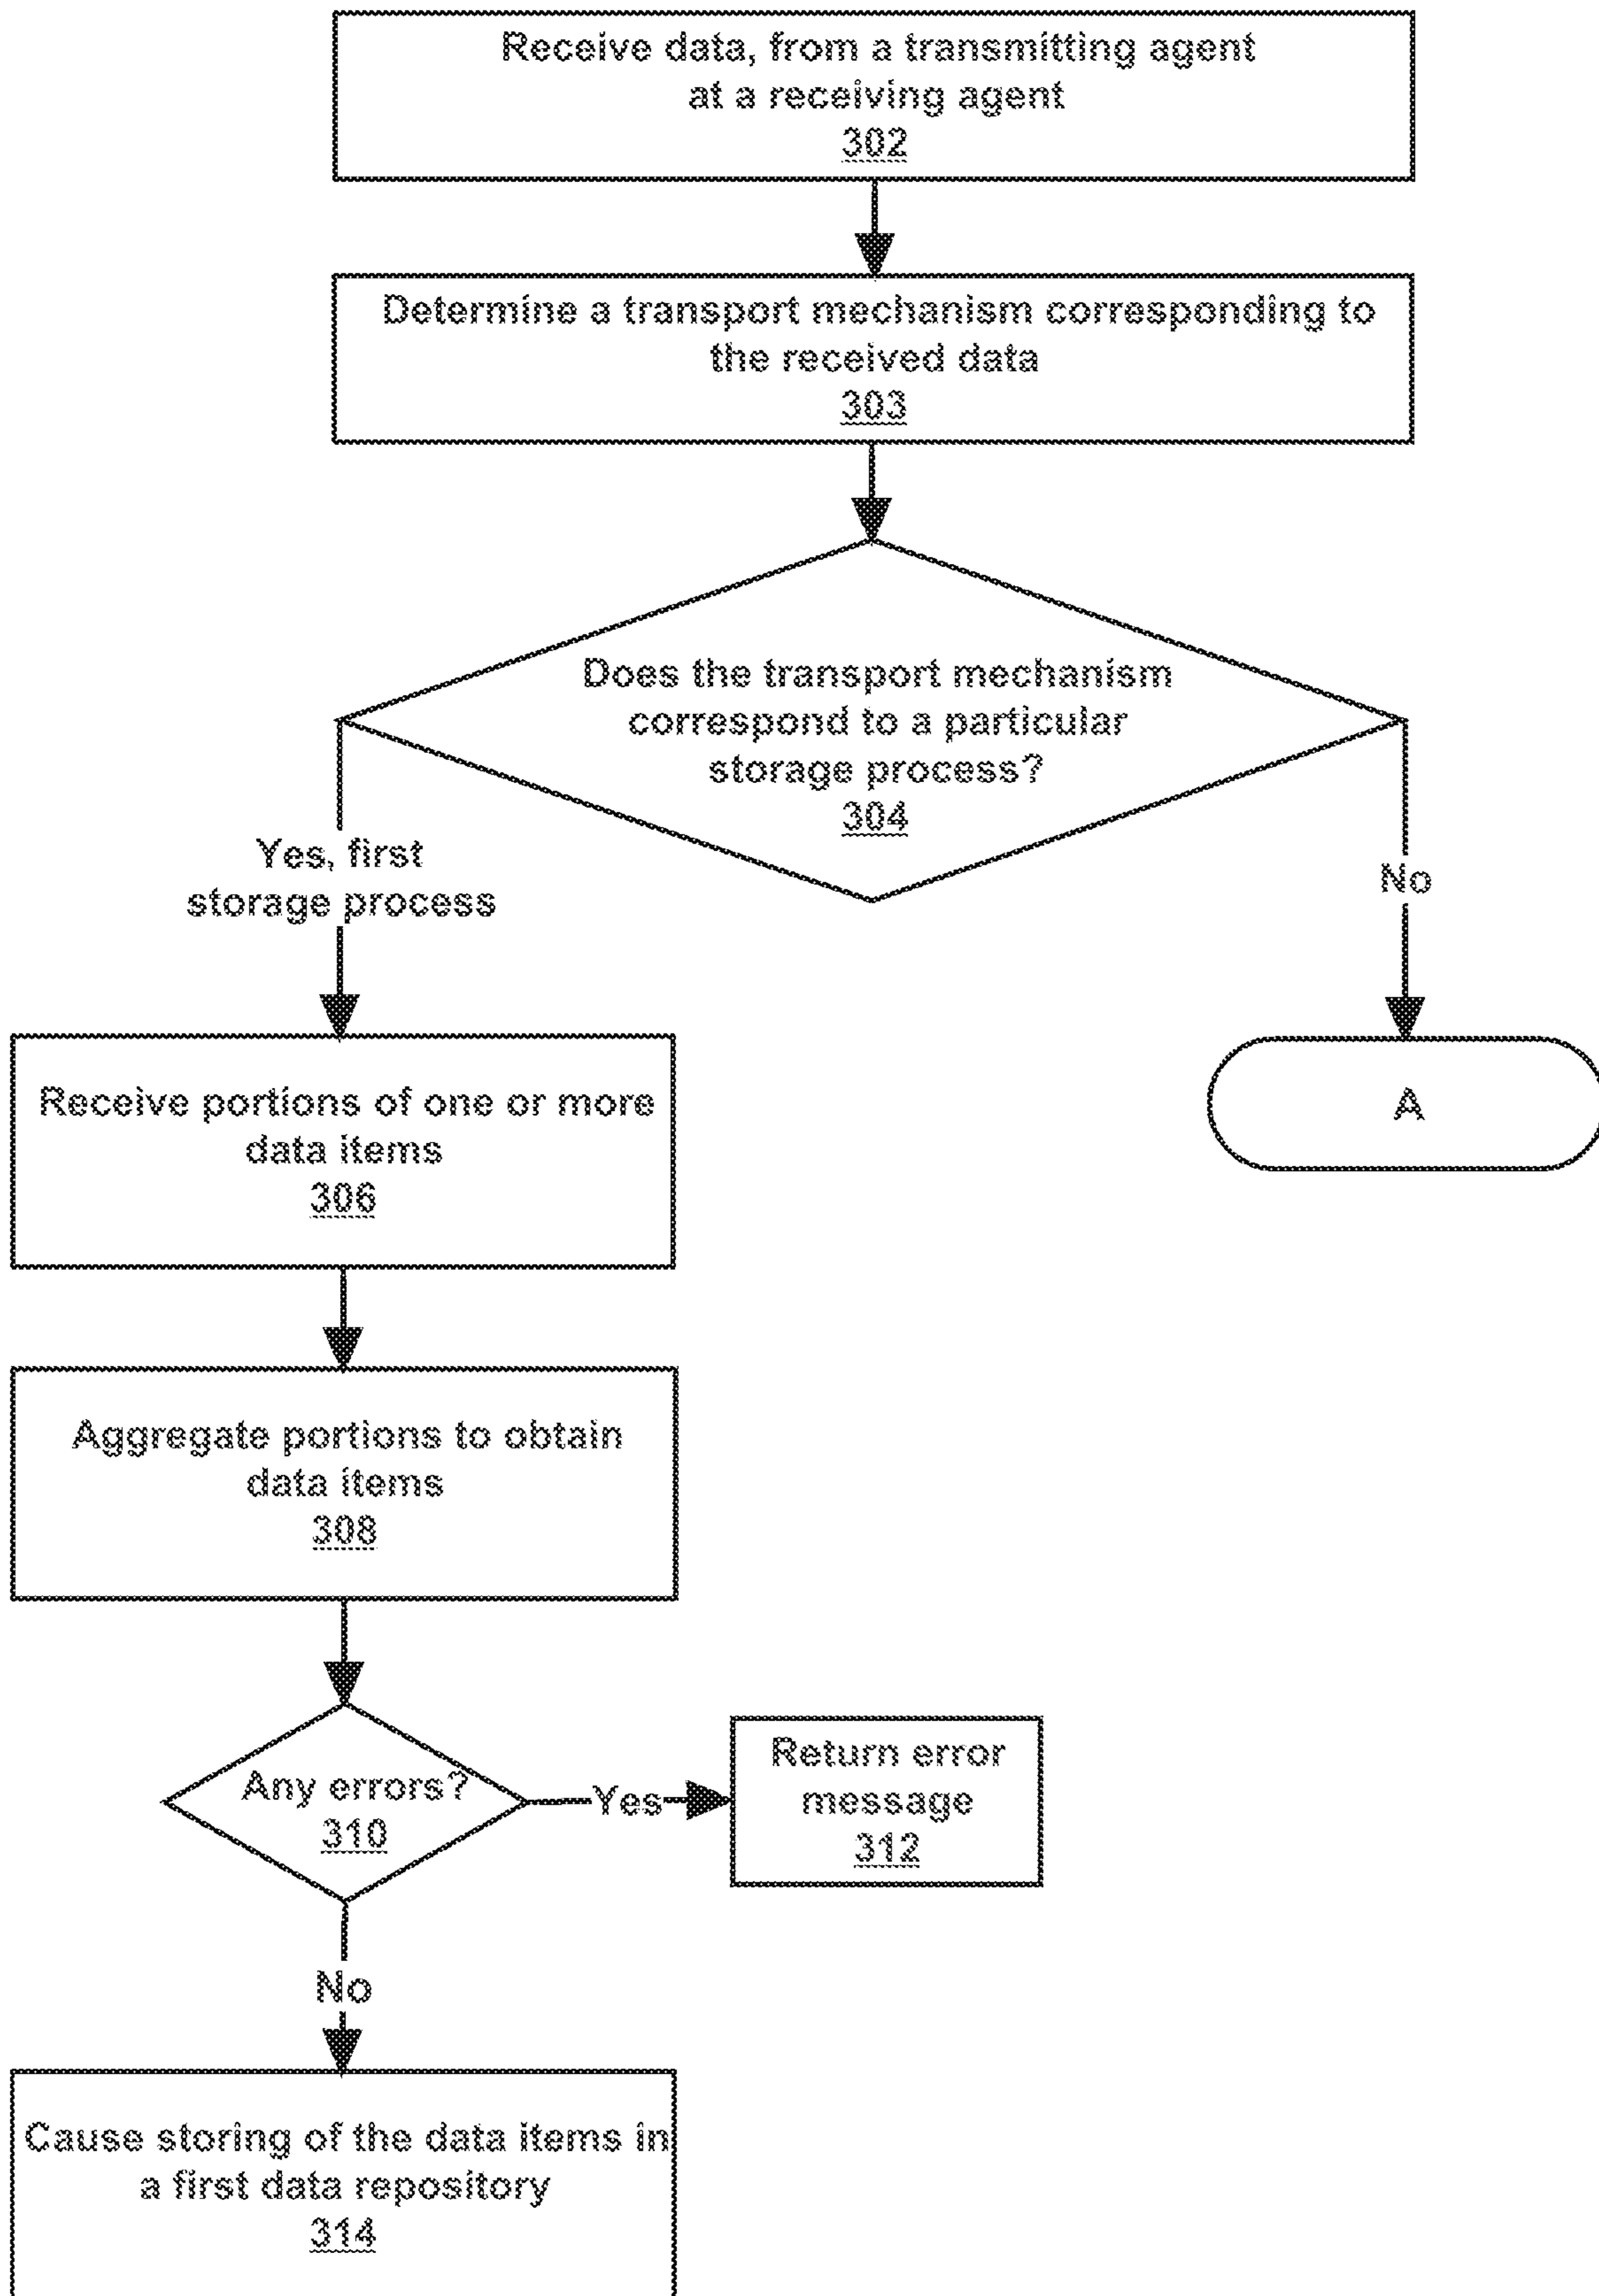 Receive data, from a transmitting agent
at a receiving agent
302
Determine a transport mechanism corresponding to
the received data
303
Does the transport mechanism
correspond to a particular
storage process?
304
Yes, first
storage process
No
Receive portions of one or more
data items
306
A
Aggregate portions to obtain
data items
308
Any errors?
310
Yes
Return error
message
312
No
Cause storing of the data items in
a first data repository
314